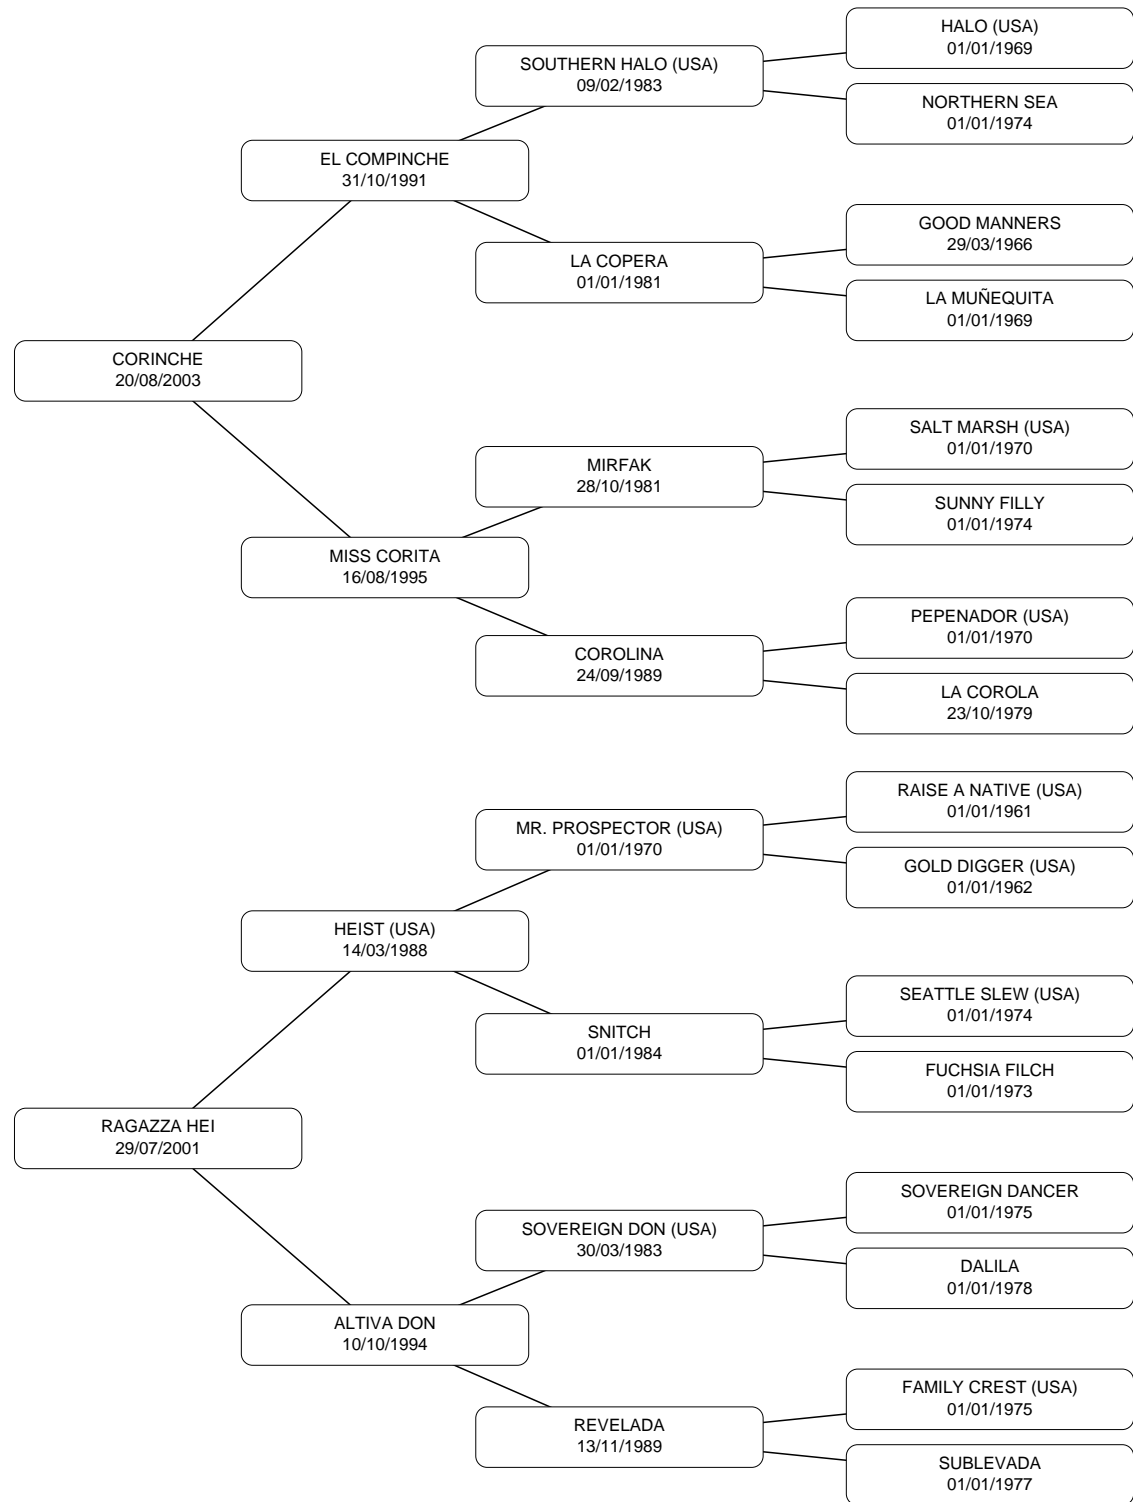 HALO (USA)
01/01/1969
SOUTHERN HALO (USA)
09/02/1983
NORTHERN SEA
01/01/1974
EL COMPINCHE
31/10/1991
GOOD MANNERS
29/03/1966
LA COPERA
01/01/1981
LA MUÑEQUITA
01/01/1969
CORINCHE
20/08/2003
SALT MARSH (USA)
01/01/1970
MIRFAK
28/10/1981
SUNNY FILLY
01/01/1974
MISS CORITA
16/08/1995
PEPENADOR (USA)
01/01/1970
COROLINA
24/09/1989
LA COROLA
23/10/1979
RAISE A NATIVE (USA)
01/01/1961
MR. PROSPECTOR (USA)
01/01/1970
GOLD DIGGER (USA)
01/01/1962
HEIST (USA)
14/03/1988
SEATTLE SLEW (USA)
01/01/1974
SNITCH
01/01/1984
FUCHSIA FILCH
01/01/1973
RAGAZZA HEI
29/07/2001
SOVEREIGN DANCER
01/01/1975
SOVEREIGN DON (USA)
30/03/1983
DALILA
01/01/1978
ALTIVA DON
10/10/1994
FAMILY CREST (USA)
01/01/1975
REVELADA
13/11/1989
SUBLEVADA
01/01/1977